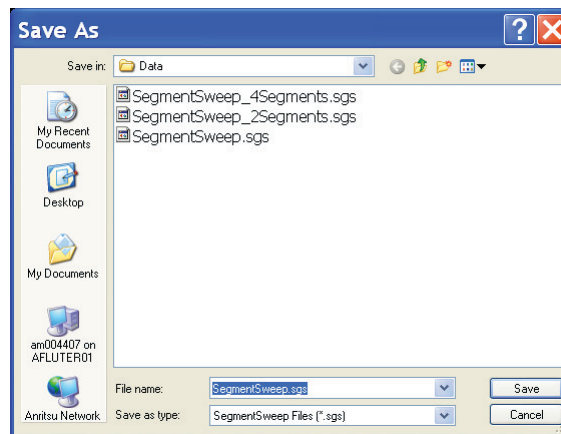 Save As
Save in: Data
SegmentSweep_4Segments.sgs
SegmentSweep_2Segments.sgs
SegmentSweep.sgs
My Recent
Documents
Desktop
My Documents
am004407 on
AFLUTER01
Anritsu Network
File name: SegmentSweep.sgs Save
Save as type: SegmentSweep Files (*.sgs) Cancel